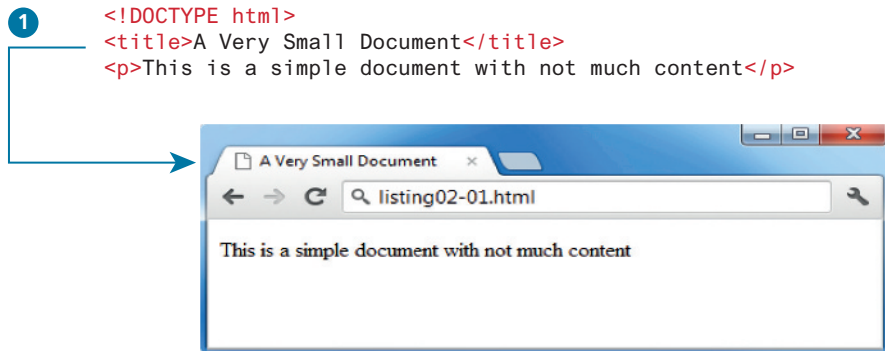 1
<!DOCTYPE html>
<title>A Very Small Document</title>
<p>This is a simple document with not much content</p>
A Very Small Document
listing02-01.html
This is a simple document with not much content